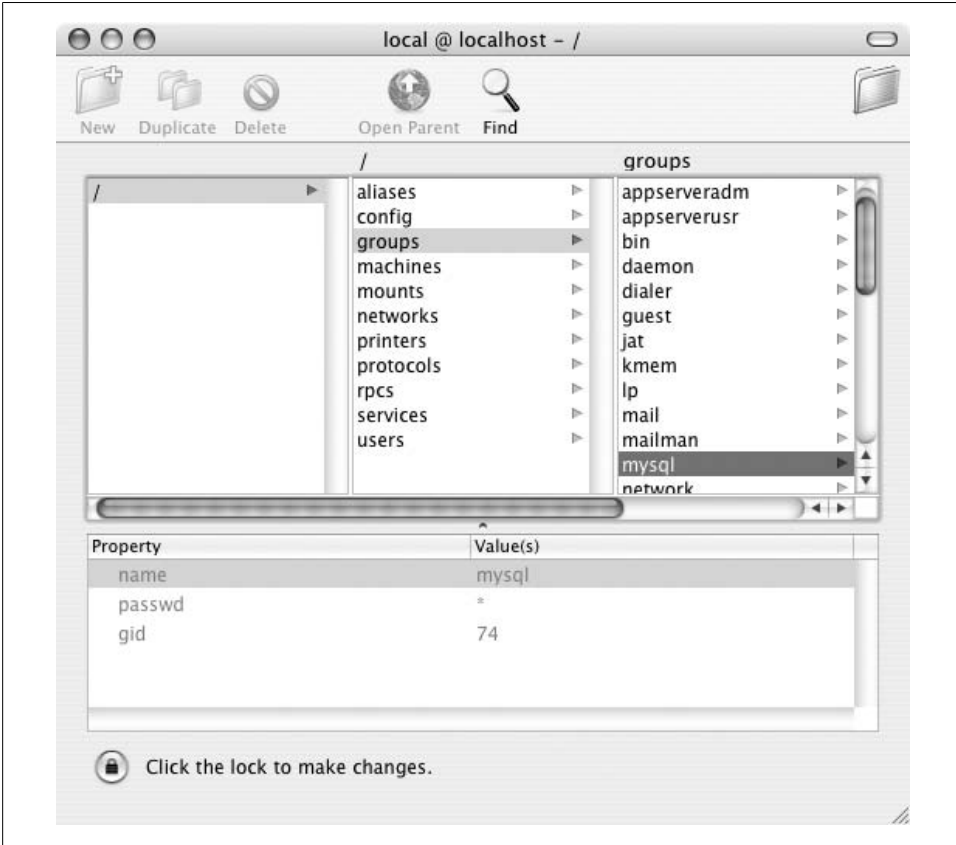 local @ localhost – /
New Duplicate Delete Open Parent Find
/ groups
/
aliases
config
groups
machines
mounts
networks
printers
protocols
rpcs
services
users
appserveradm
appserverusr
bin
daemon
dialer
guest
jat
kmem
lp
mail
mailman
mysql
network
Property Value(s)
name mysql
passwd *
gid 74
Click the lock to make changes.